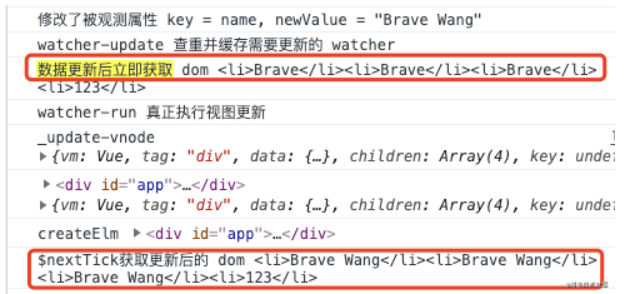 修改了被观测属性 key = name, newValue = "Brave Wang"
watcher-update 查重并缓存需要更新的 watcher
数据更新后立即获取 dom <li>Brave</li><li>Brave</li><li>Brave</li>
<li>123</li>
watcher-run 真正执行视图更新
_update-vnode
{vm: Vue, tag: "div", data: {…}, children: Array(4), key: unde
<div id="app">…</div>
{vm: Vue, tag: "div", data: {…}, children: Array(4), key: unde
createElm <div id="app">…</div>
$nextTick获取更新后的 dom <li>Brave Wang</li><li>Brave Wang</li>
<li>Brave Wang</li><li>123</li>